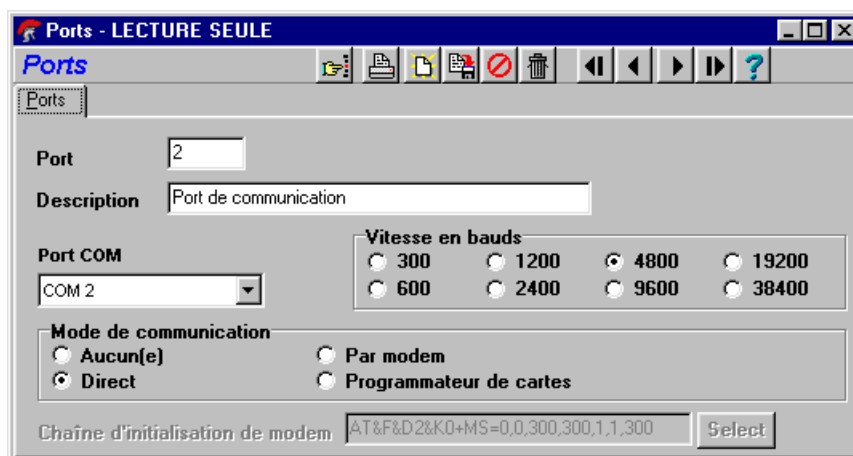 Ports - LECTURE SEULE
Ports
Ports
Port 2
Description Port de communication
Port COM
COM 2
Vitesse en bauds
300 1200 4800 19200
600 2400 9600 38400
Mode de communication
Aucun(e) Par modem
Direct Programmateur de cartes
Chaîne d'initialisation de modem AT&F&D2&K0+MS=0,0,300,300,1,1,300 Select